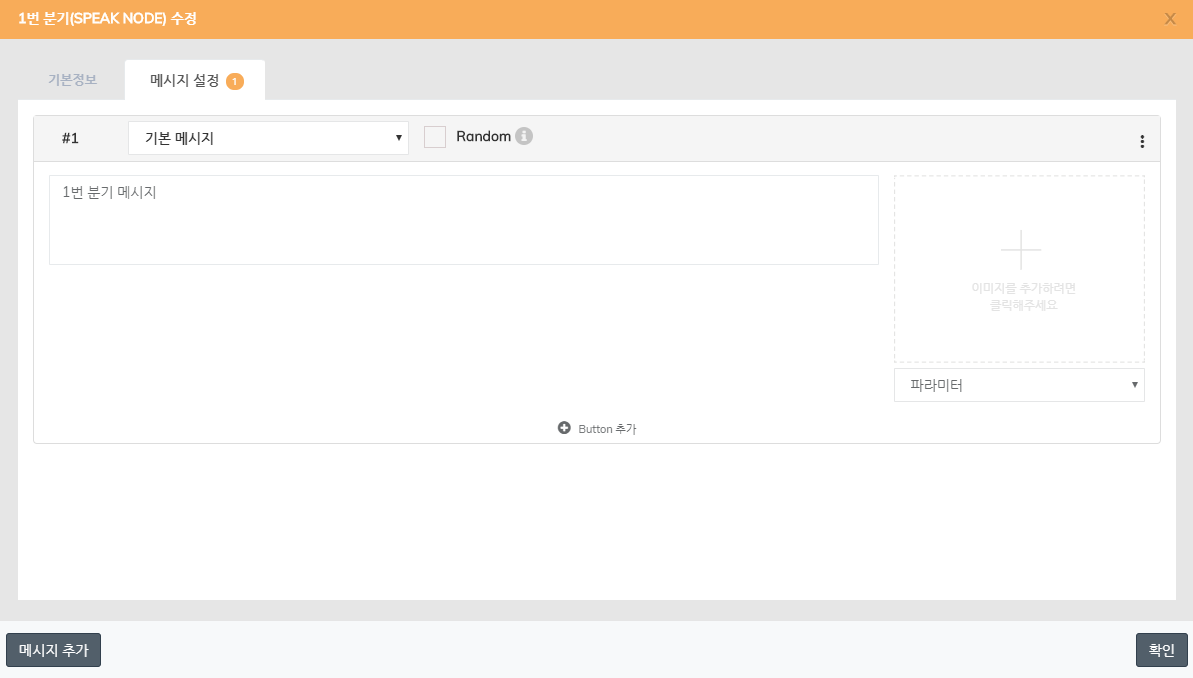 1번 분기(SPEAK NODE) 수정 X
기본정보 메시지 설정 1
#1 기본 메시지 Random
1번 분기 메시지
이미지를 추가하려면
클릭해주세요
파라미터
Button 추가
메시지 추가 확인